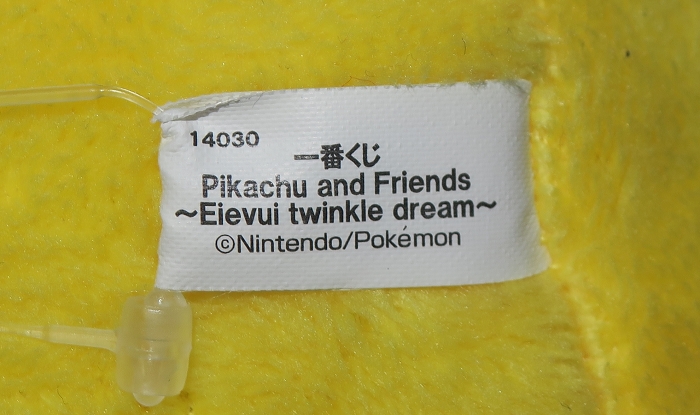 14030
一番くじ
Pikachu and Friends
～Eievui twinkle dream～
©Nintendo/Pokémon